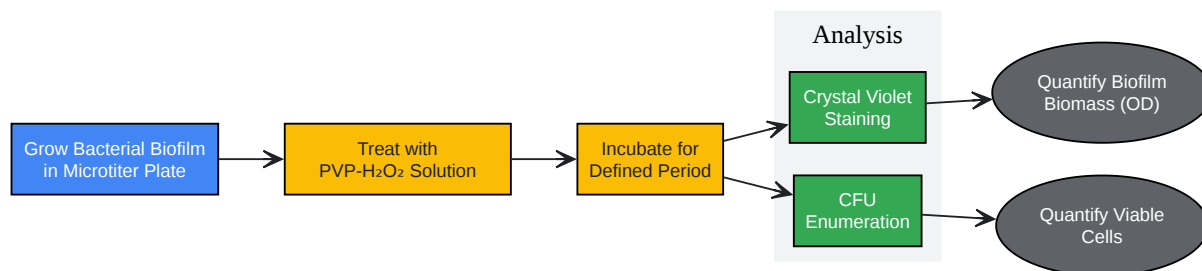 Grow Bacterial Biofilm
in Microtiter Plate
Treat with
PVP-H₂O₂ Solution
Incubate for
Defined Period
Analysis
Crystal Violet
Staining
CFU
Enumeration
Quantify Biofilm
Biomass (OD)
Quantify Viable
Cells